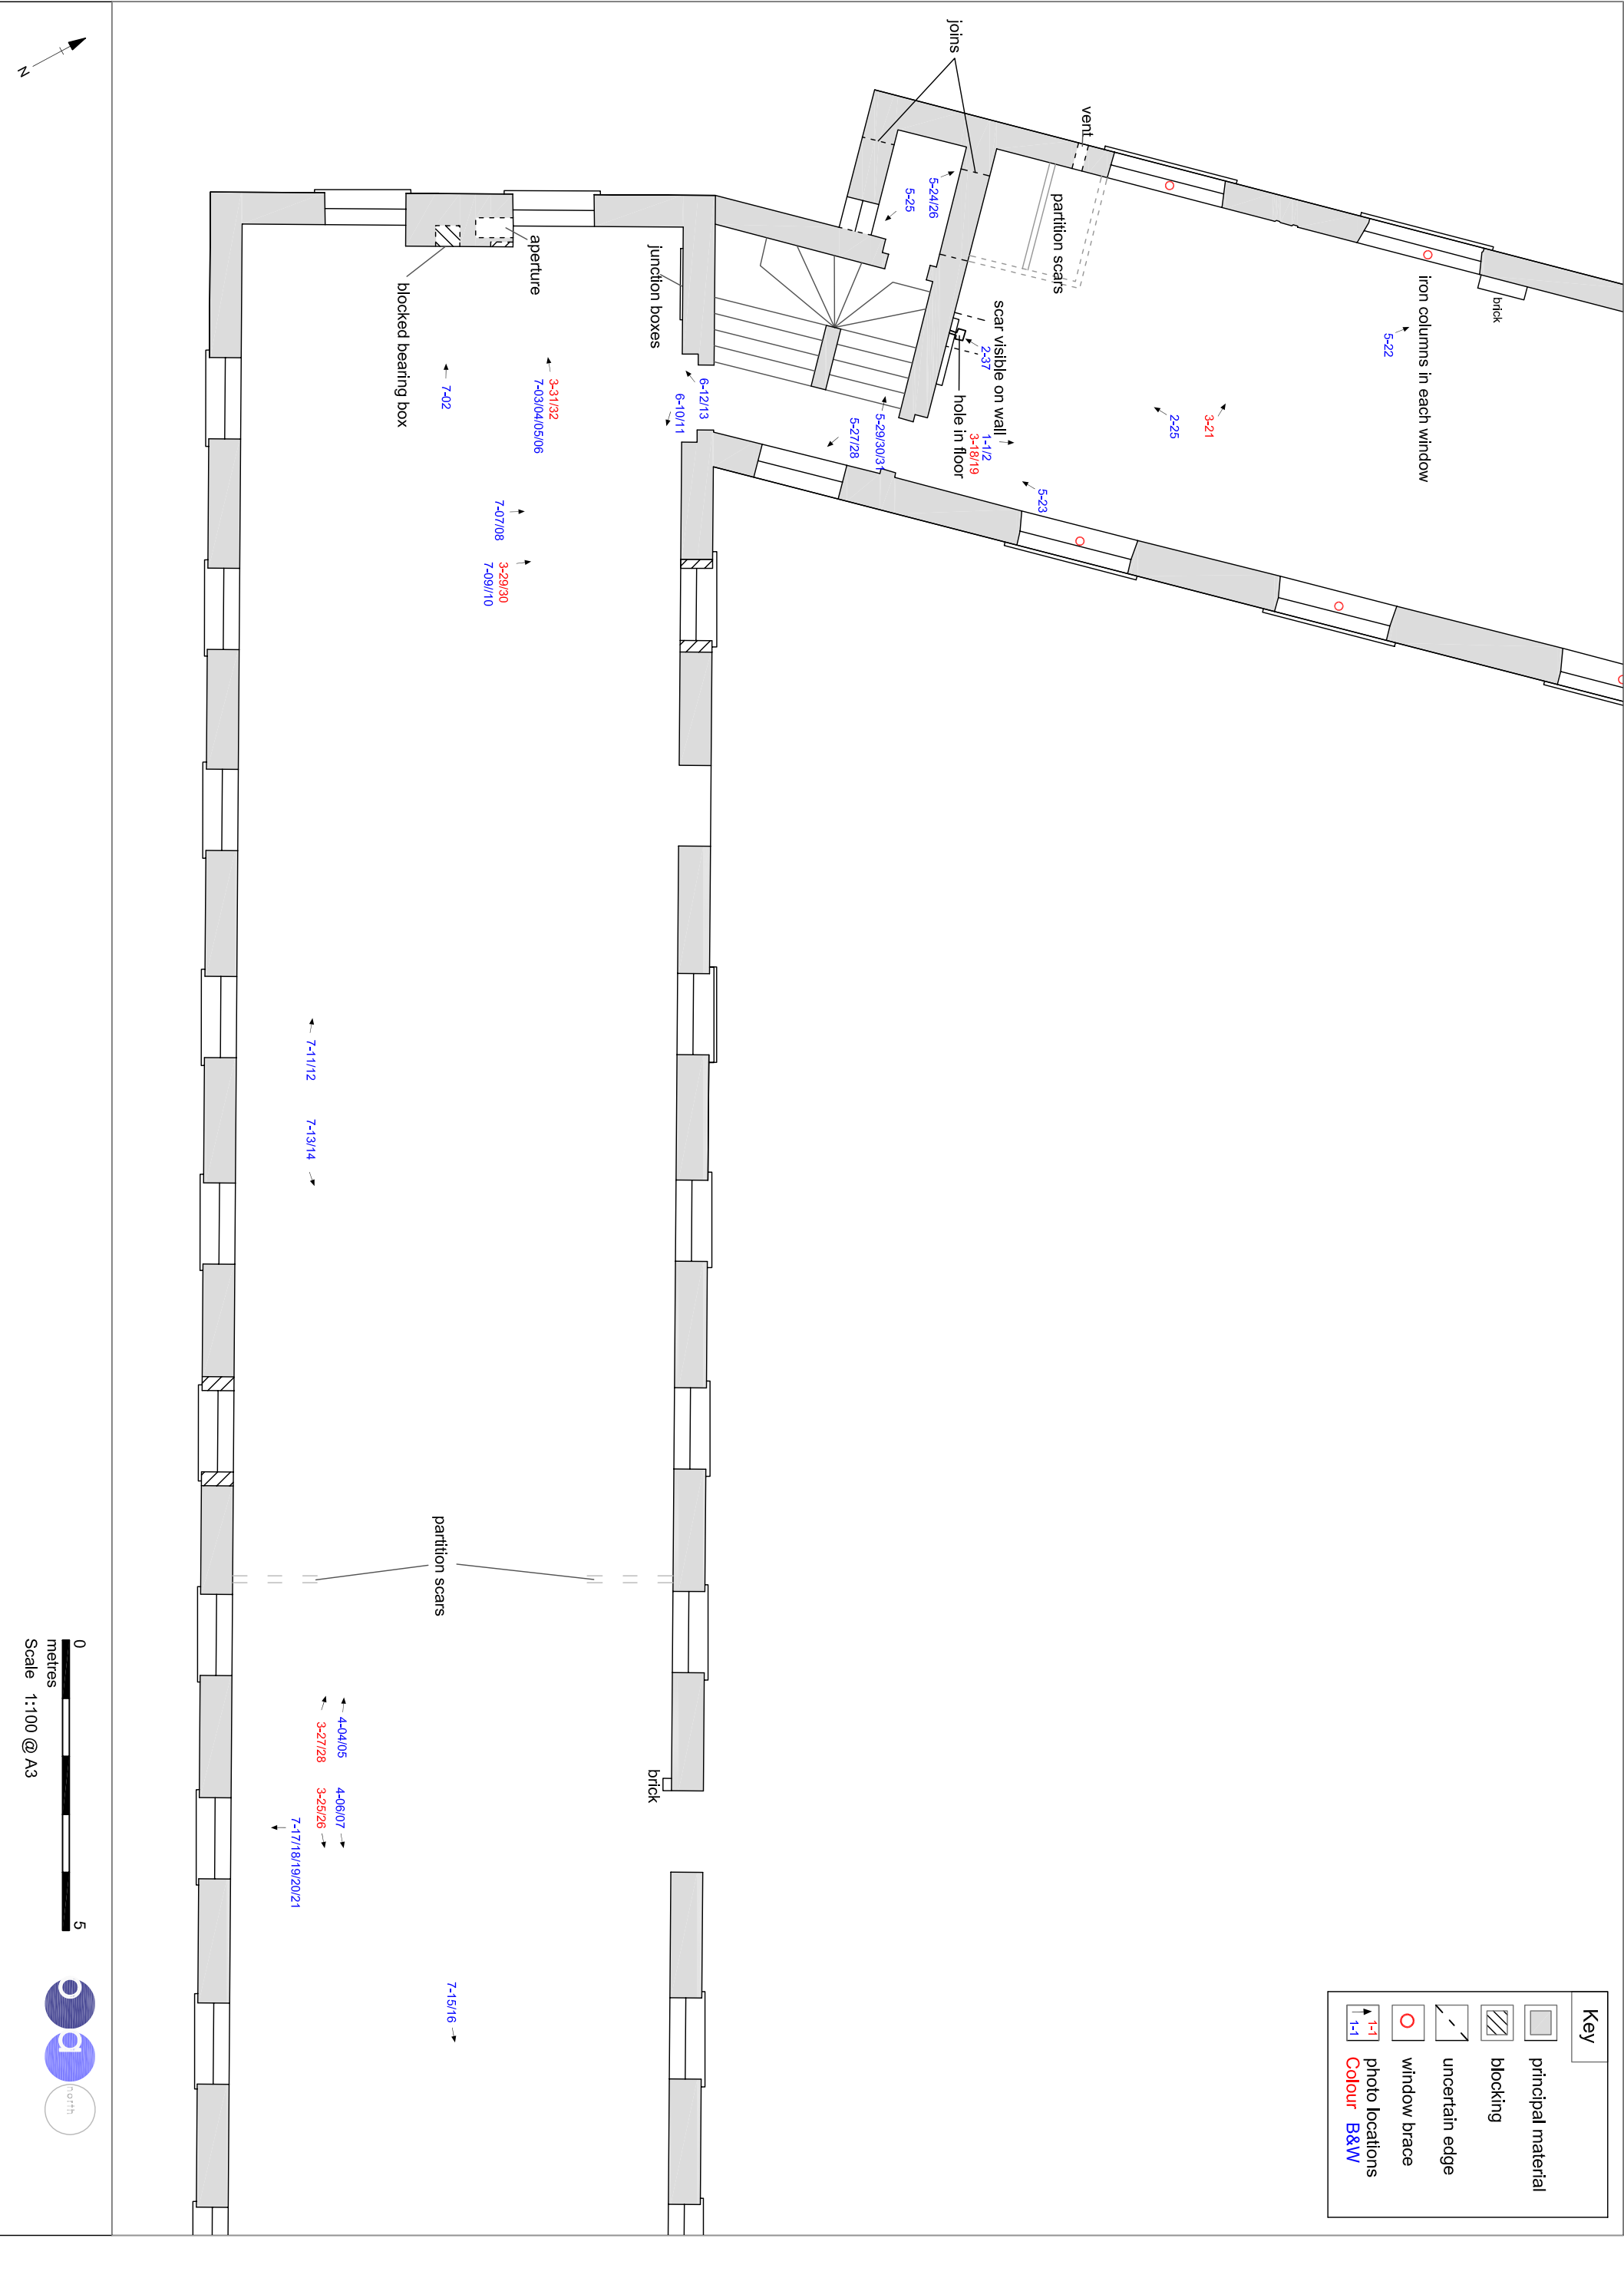 joins
vent
5-24/26
5-25
partition scars
iron columns in each window
brick
5-22
3-21
2-25
scar visible on wall
2-37
hole in floor
1-1/2
3-18/19
5-23
5-29/30/31
5-27/28
aperture
junction boxes
blocked bearing box
6-12/13
6-10/11
3-31/32
7-03/04/05/06
7-02
7-07/08
3-29/30
7-09//10
7-11/12
7-13/14
partition scars
4-04/05
3-27/28
4-06/07
3-25/26
7-17/18/19/20/21
brick
7-15/16
Key
principal material
blocking
uncertain edge
window brace
1-1
1-1
photo locations
Colour B&W
N
0 5
metres
Scale 1:100 @ A3
oa
north